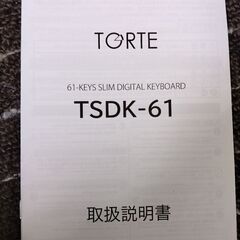 TORTE
61-KEYS SLIM DIGITAL KEYBOARD
TSDK-61
取扱説明書